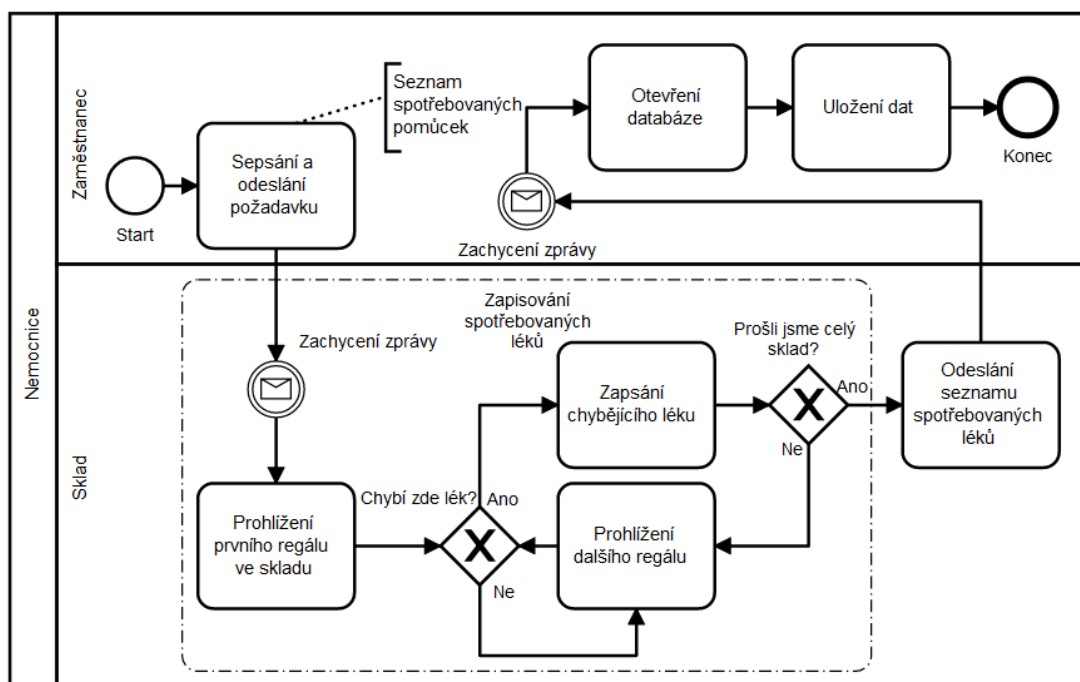 Nemocnice
Zaměstnanec
Start
Sepsání a
odeslání
požadavku
Seznam
spotřebovaných
pomůcek
Zachycení zprávy
Otevření
databáze
Uložení dat
Konec
Sklad
Zachycení zprávy
Zapisování
spotřebovaných
léků
Prohlížení
prvního regálu
ve skladu
Chybí zde lék?
Ano
Ne
Zapsání
chybějícího léku
Prohlížení
dalšího regálu
Prošli jsme celý
sklad?
Ano
Ne
Odeslání
seznamu
spotřebovaných
léků